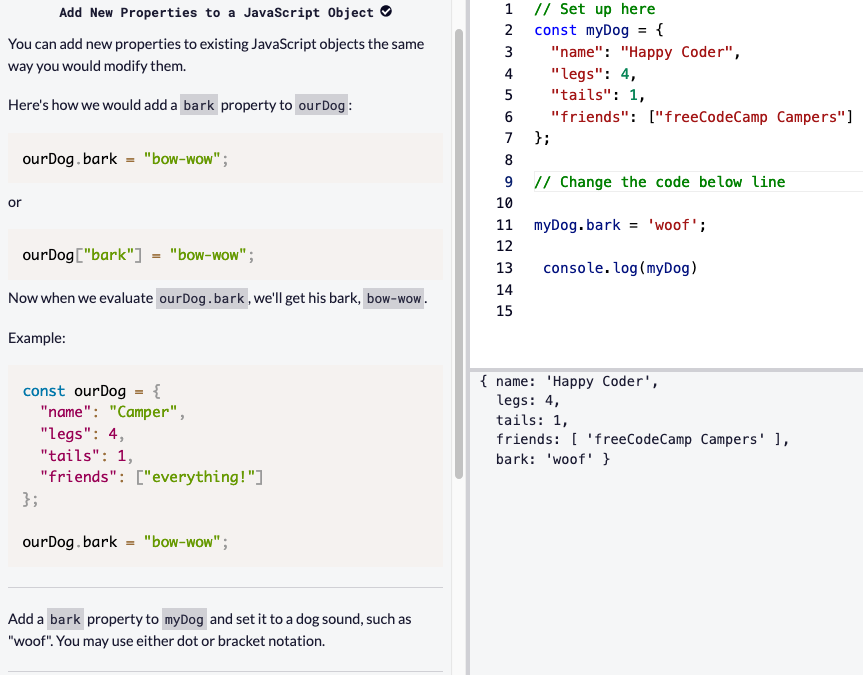 Add New Properties to a JavaScript Object
You can add new properties to existing JavaScript objects the same
way you would modify them.
Here's how we would add a bark property to ourDog:
ourDog.bark = "bow-wow";
or
ourDog["bark"] = "bow-wow";
Now when we evaluate ourDog.bark, we'll get his bark, bow-wow.
Example:
const ourDog = {
  "name": "Camper",
  "legs": 4,
  "tails": 1,
  "friends": ["everything!"]
};
ourDog.bark = "bow-wow";
Add a bark property to myDog and set it to a dog sound, such as
"woof". You may use either dot or bracket notation.
1 // Set up here
2 const myDog = {
3   "name": "Happy Coder",
4   "legs": 4,
5   "tails": 1,
6   "friends": ["freeCodeCamp Campers"]
7 };
8
9 // Change the code below line
10
11 myDog.bark = 'woof';
12
13  console.log(myDog)
14
15
{ name: 'Happy Coder',
  legs: 4,
  tails: 1,
  friends: [ 'freeCodeCamp Campers' ],
  bark: 'woof' }